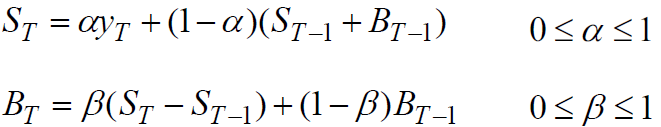 S_T = αy_T + (1−α)(S_{T−1} + B_{T−1}) 0 ≤ α ≤ 1
B_T = β(S_T − S_{T−1}) + (1−β)B_{T−1} 0 ≤ β ≤ 1